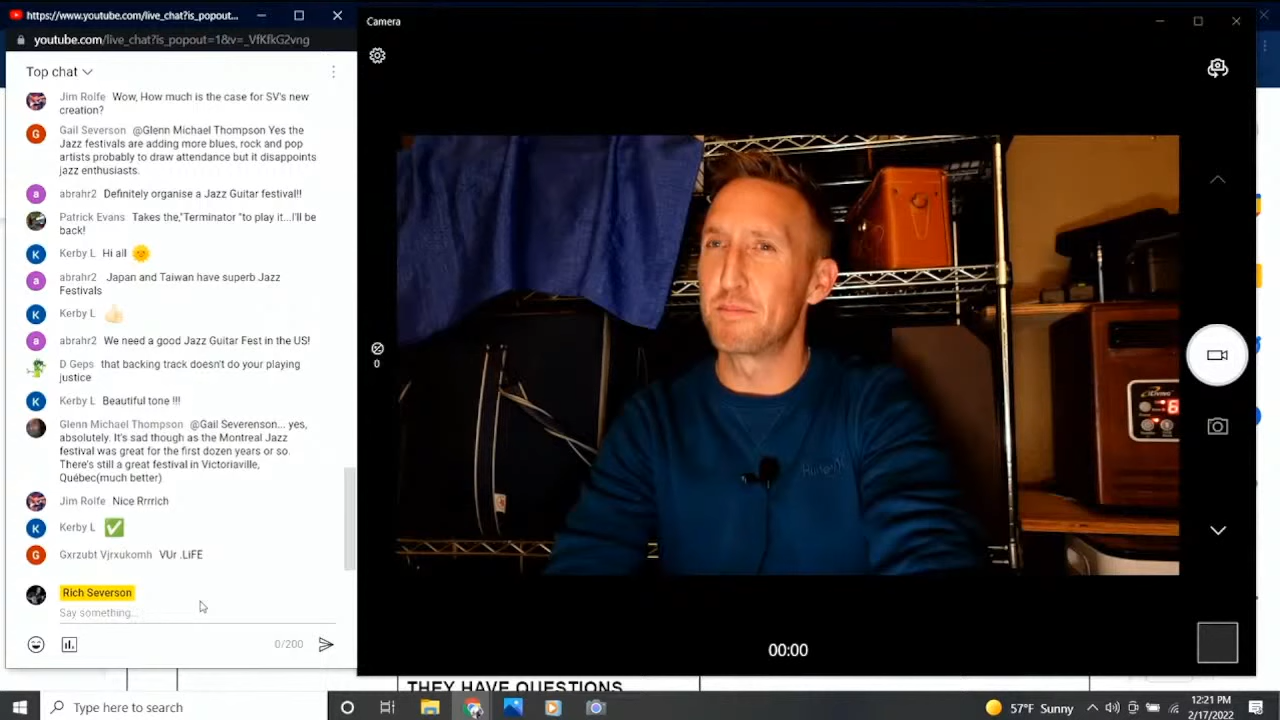 https://www.youtube.com/live_chat?is_popout...
youtube.com/live_chat?is_popout=1&v=_VfKfkG2vng
Top chat
Jim Rolfe Wow, How much is the case for SV's new
creation?
G
Gail Severson @Glenn Michael Thompson Yes the
Jazz festivals are adding more blues, rock and pop
artists probably to draw attendance but it disappoints
jazz enthusiasts.
a
abrahr2 Definitely organise a Jazz Guitar festival!!
Patrick Evans Takes the,"Terminator "to play it...I'll be
back!
K
Kerby L Hi all 🌞
a
abrahr2 Japan and Taiwan have superb Jazz
Festivals
K
Kerby L 👍🏻
a
abrahr2 We need a good Jazz Guitar Fest in the US!
D Geps that backing track doesn't do your playing
justice
K
Kerby L Beautiful tone !!!
Glenn Michael Thompson @Gail Severenson... yes,
absolutely. It's sad though as the Montreal Jazz
festival was great for the first dozen years or so.
There's still a great festival in Victoriaville,
Québec(much better)
Jim Rolfe Nice Rrrrich
K
Kerby L ✅
G
Gxrzubt Vjrxukomh VUr .LiFE
Rich Severson
Say something...
0/200
Camera
0
00:00
THEY HAVE QUESTIONS
Type here to search
57°F Sunny
12:21 PM
2/17/2022